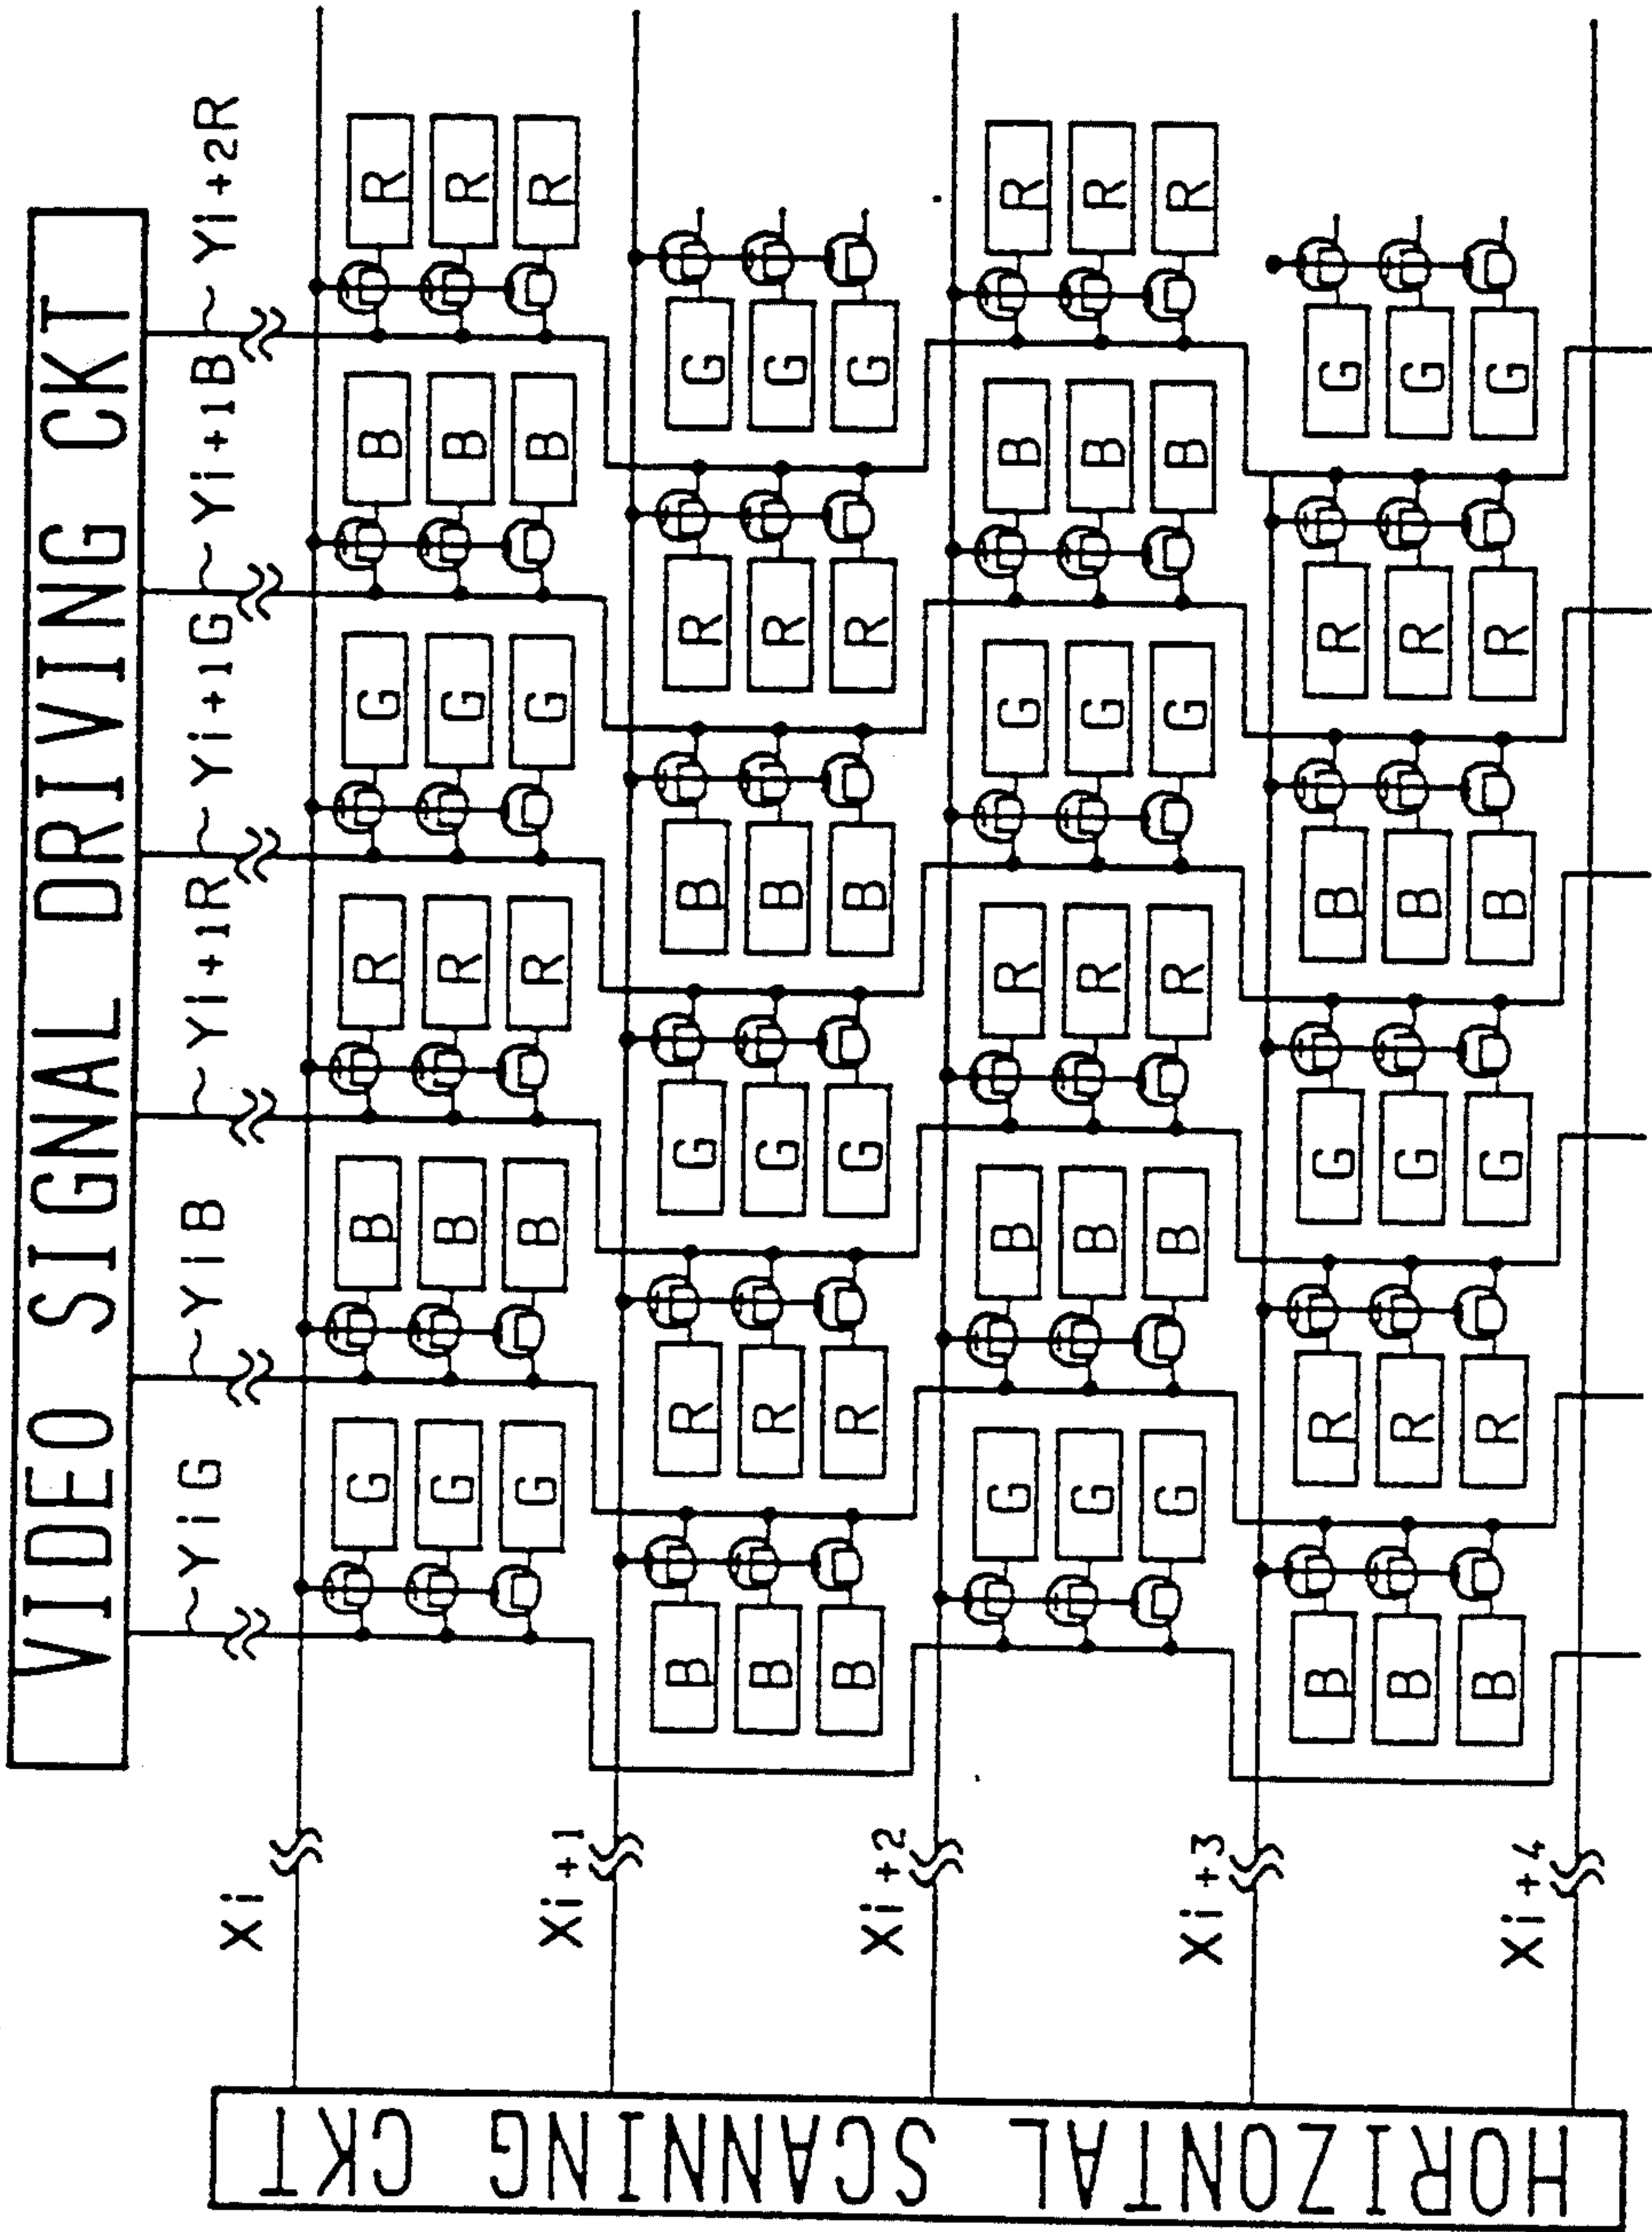 VIDEO SIGNAL DRIVING CKT
YiG YiB Yi+1R Yi+1G Yi+1B Yi+2R
Xi
G B R G B R
G B R G B R
G B R G B R
Xi+1
B R G B R G
B R G B R G
B R G B R G
Xi+2
G B R G B R
G B R G B R
G B R G B R
Xi+3
B R G B R G
B R G B R G
B R G B R G
Xi+4
HORIZONTAL SCANNING CKT